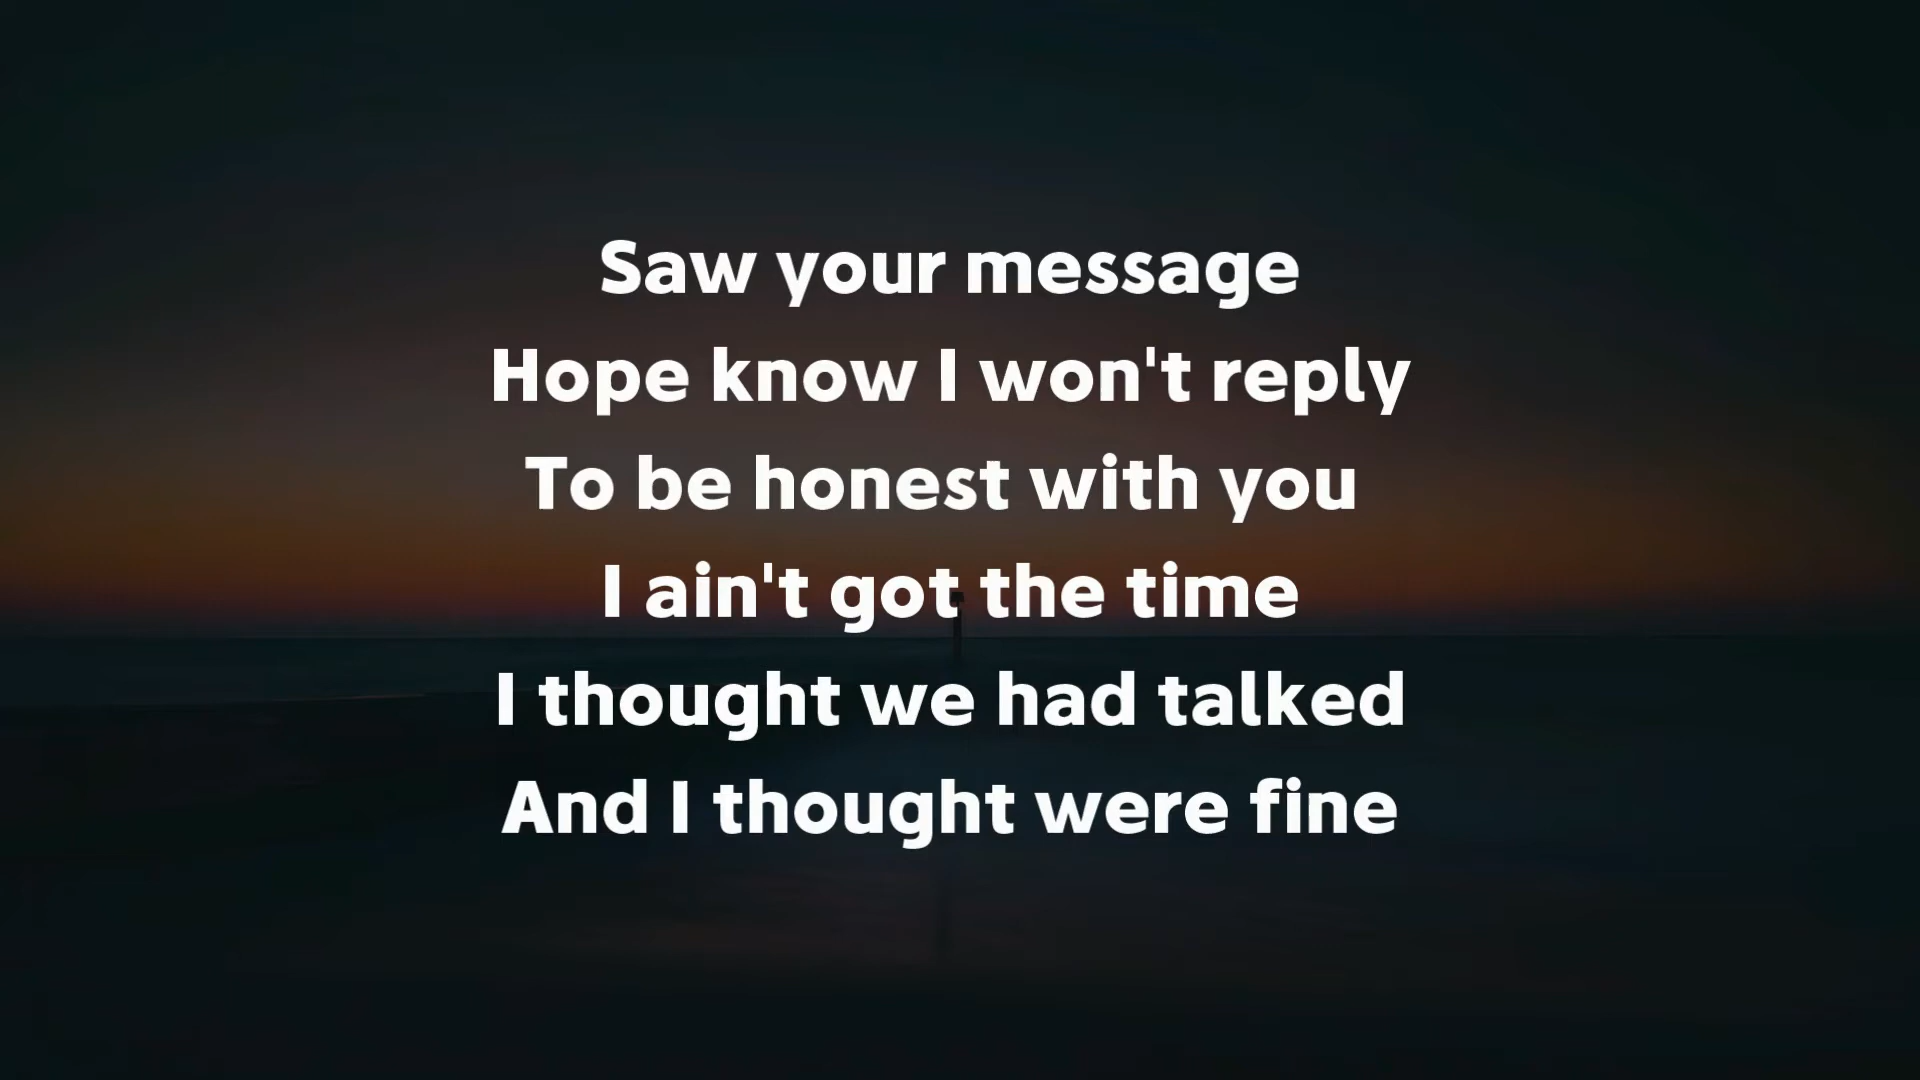 Saw your message
Hope know I won't reply
To be honest with you
I ain't got the time
I thought we had talked
And I thought were fine